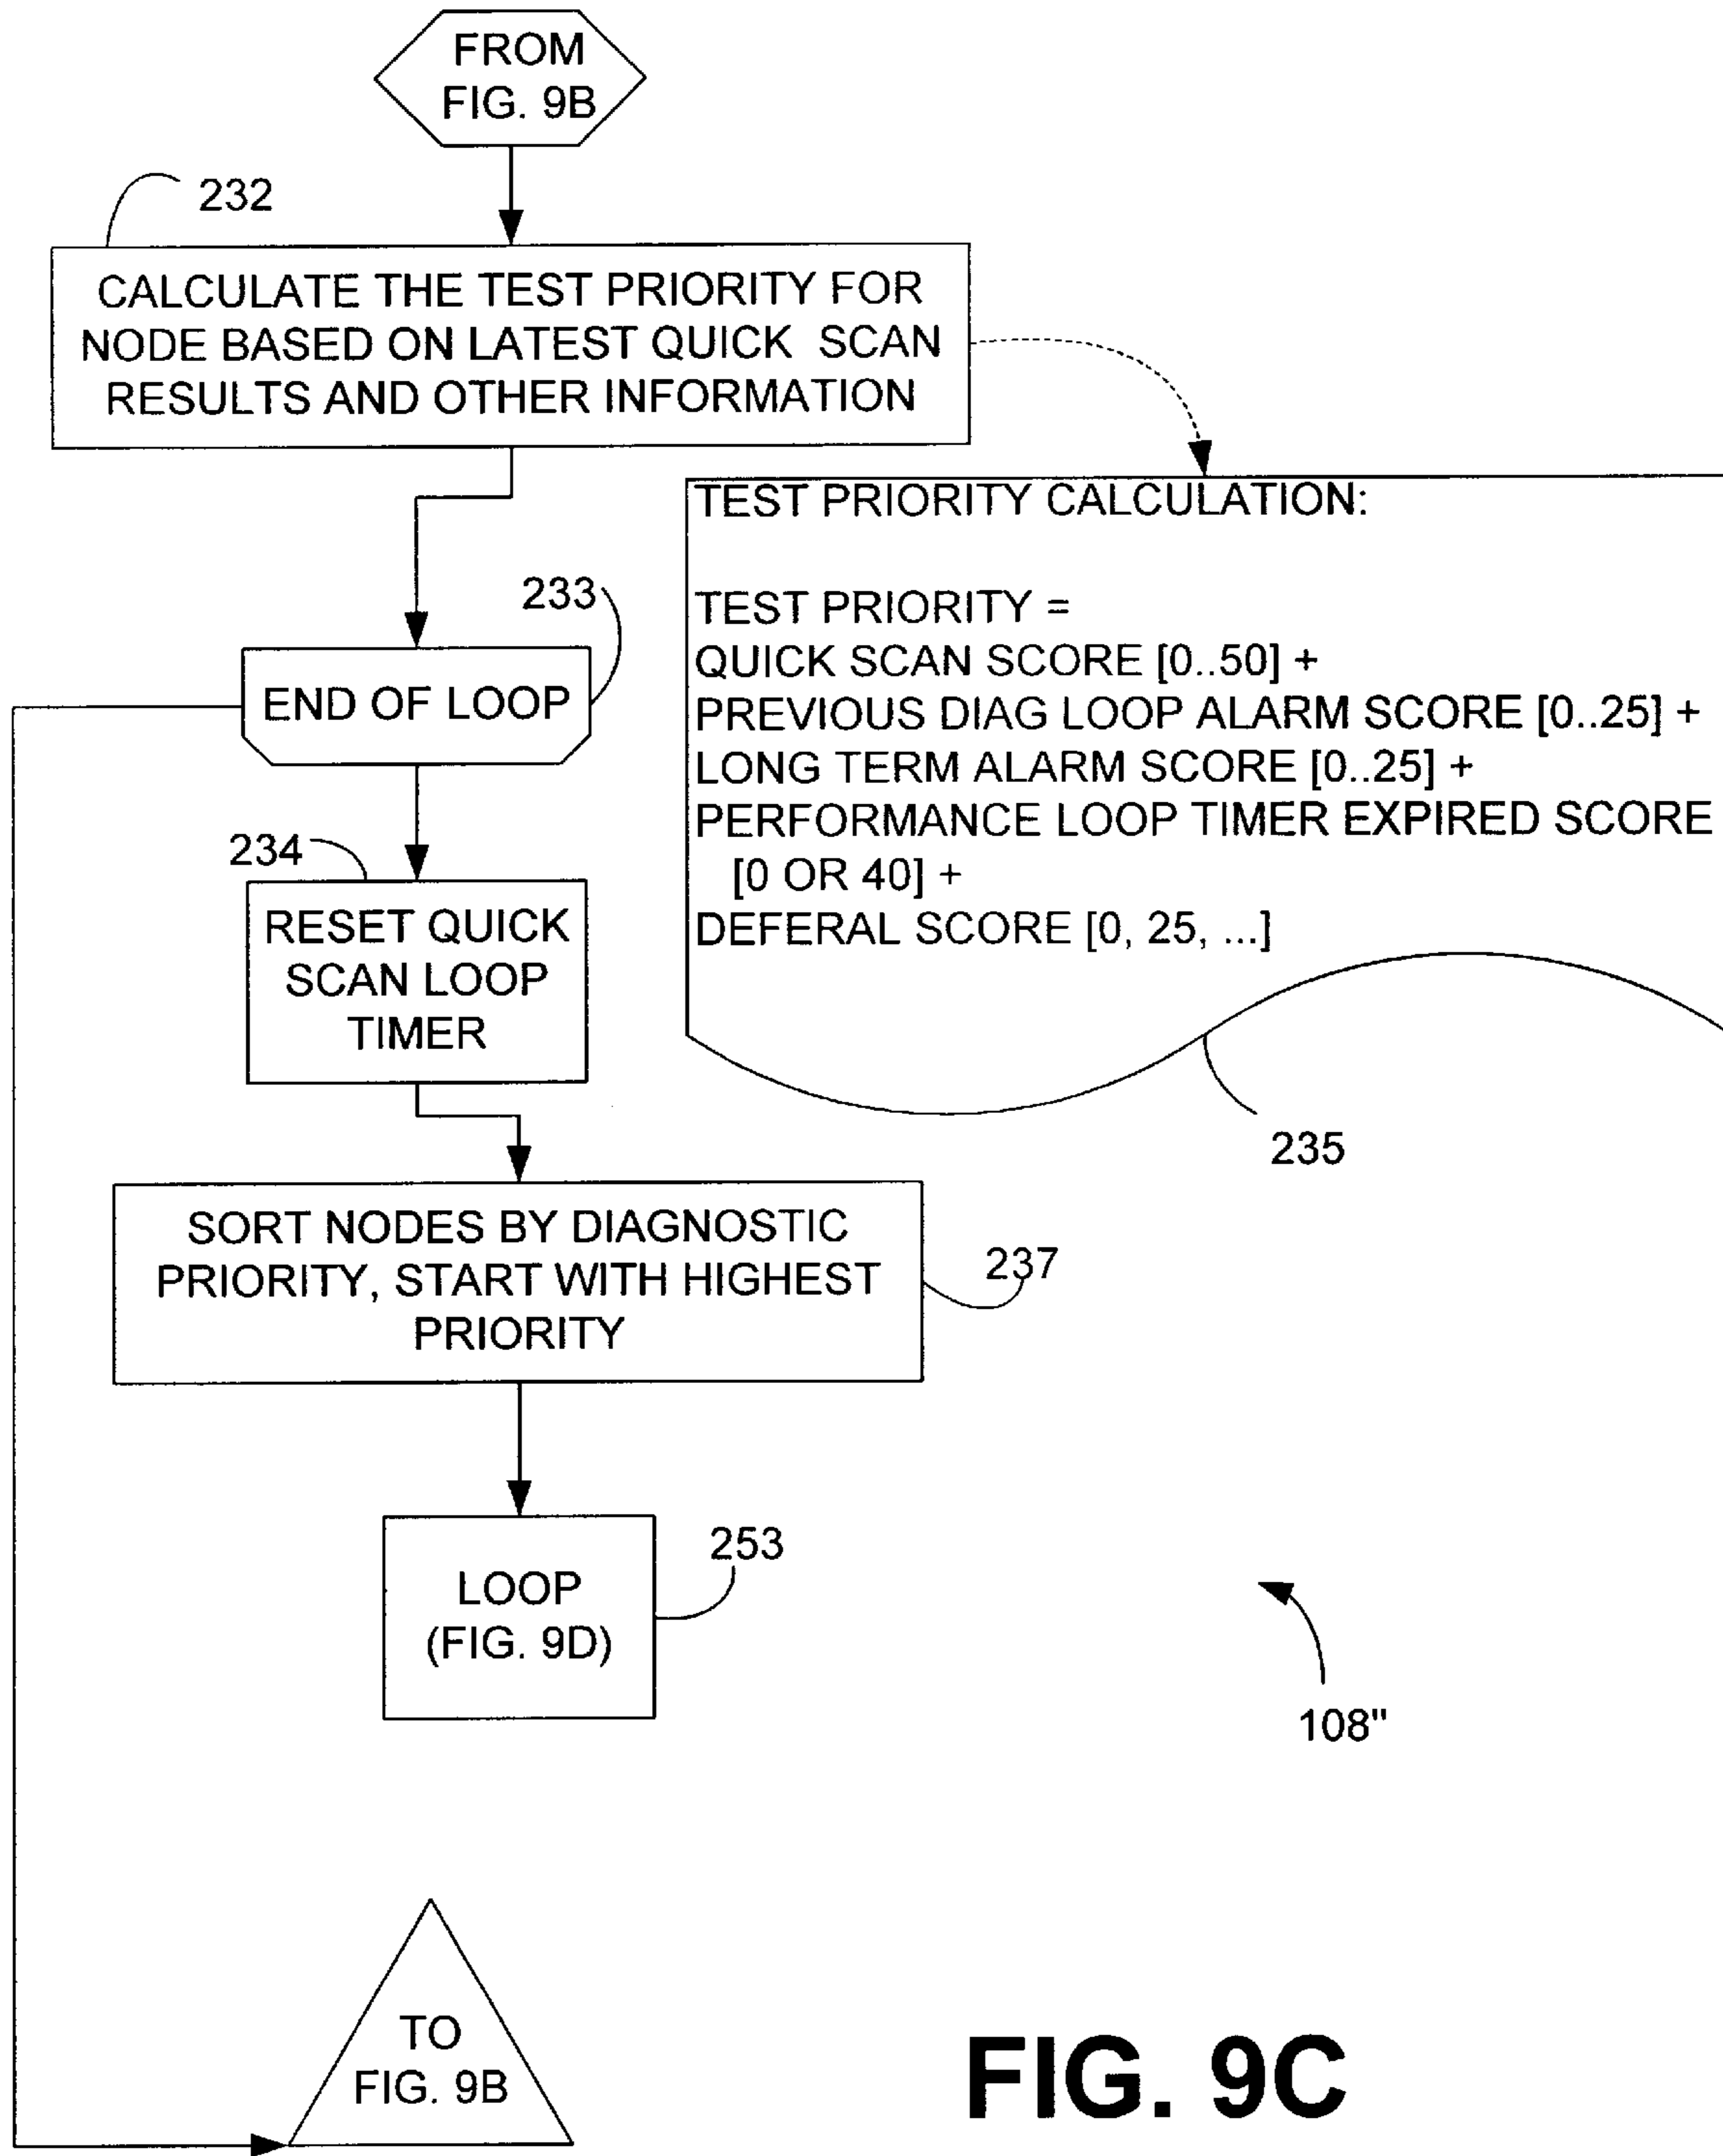 FROM
FIG. 9B
232
CALCULATE THE TEST PRIORITY FOR
NODE BASED ON LATEST QUICK SCAN
RESULTS AND OTHER INFORMATION
TEST PRIORITY CALCULATION:
TEST PRIORITY =
QUICK SCAN SCORE [0..50] +
PREVIOUS DIAG LOOP ALARM SCORE [0..25] +
LONG TERM ALARM SCORE [0..25] +
PERFORMANCE LOOP TIMER EXPIRED SCORE
[0 OR 40] +
DEFERAL SCORE [0, 25, ...]
235
233
END OF LOOP
234
RESET QUICK
SCAN LOOP
TIMER
SORT NODES BY DIAGNOSTIC
PRIORITY, START WITH HIGHEST
PRIORITY
237
253
LOOP
(FIG. 9D)
108"
TO
FIG. 9B
FIG. 9C